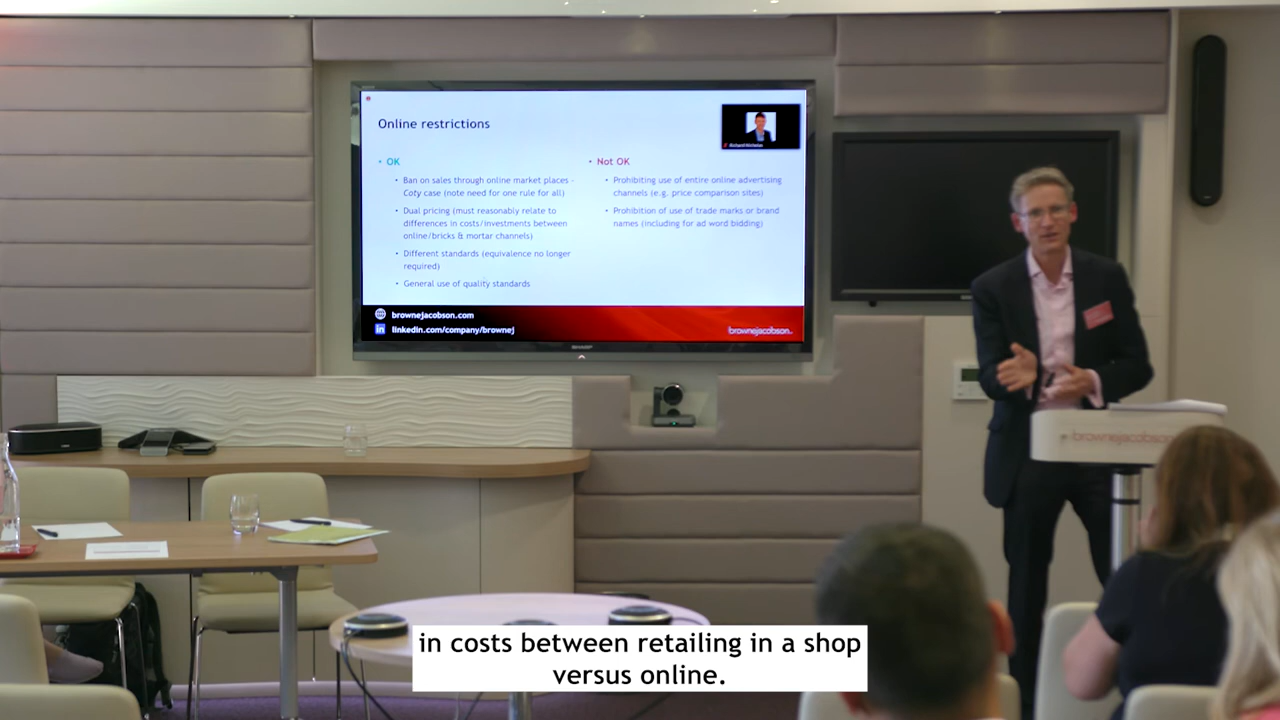 Online restrictions
Richard Nicholas
• OK
• Ban on sales through online market places -
Coty case (note need for one rule for all)
• Dual pricing (must reasonably relate to
differences in costs/investments between
online/bricks & mortar channels)
• Different standards (equivalence no longer
required)
• General use of quality standards
• Not OK
• Prohibiting use of entire online advertising
channels (e.g. price comparison sites)
• Prohibition of use of trade marks or brand
names (including for ad word bidding)
brownejacobson.com
linkedin.com/company/brownej
brownejacobson
SHARP
brownejacobson
in costs between retailing in a shop
versus online.